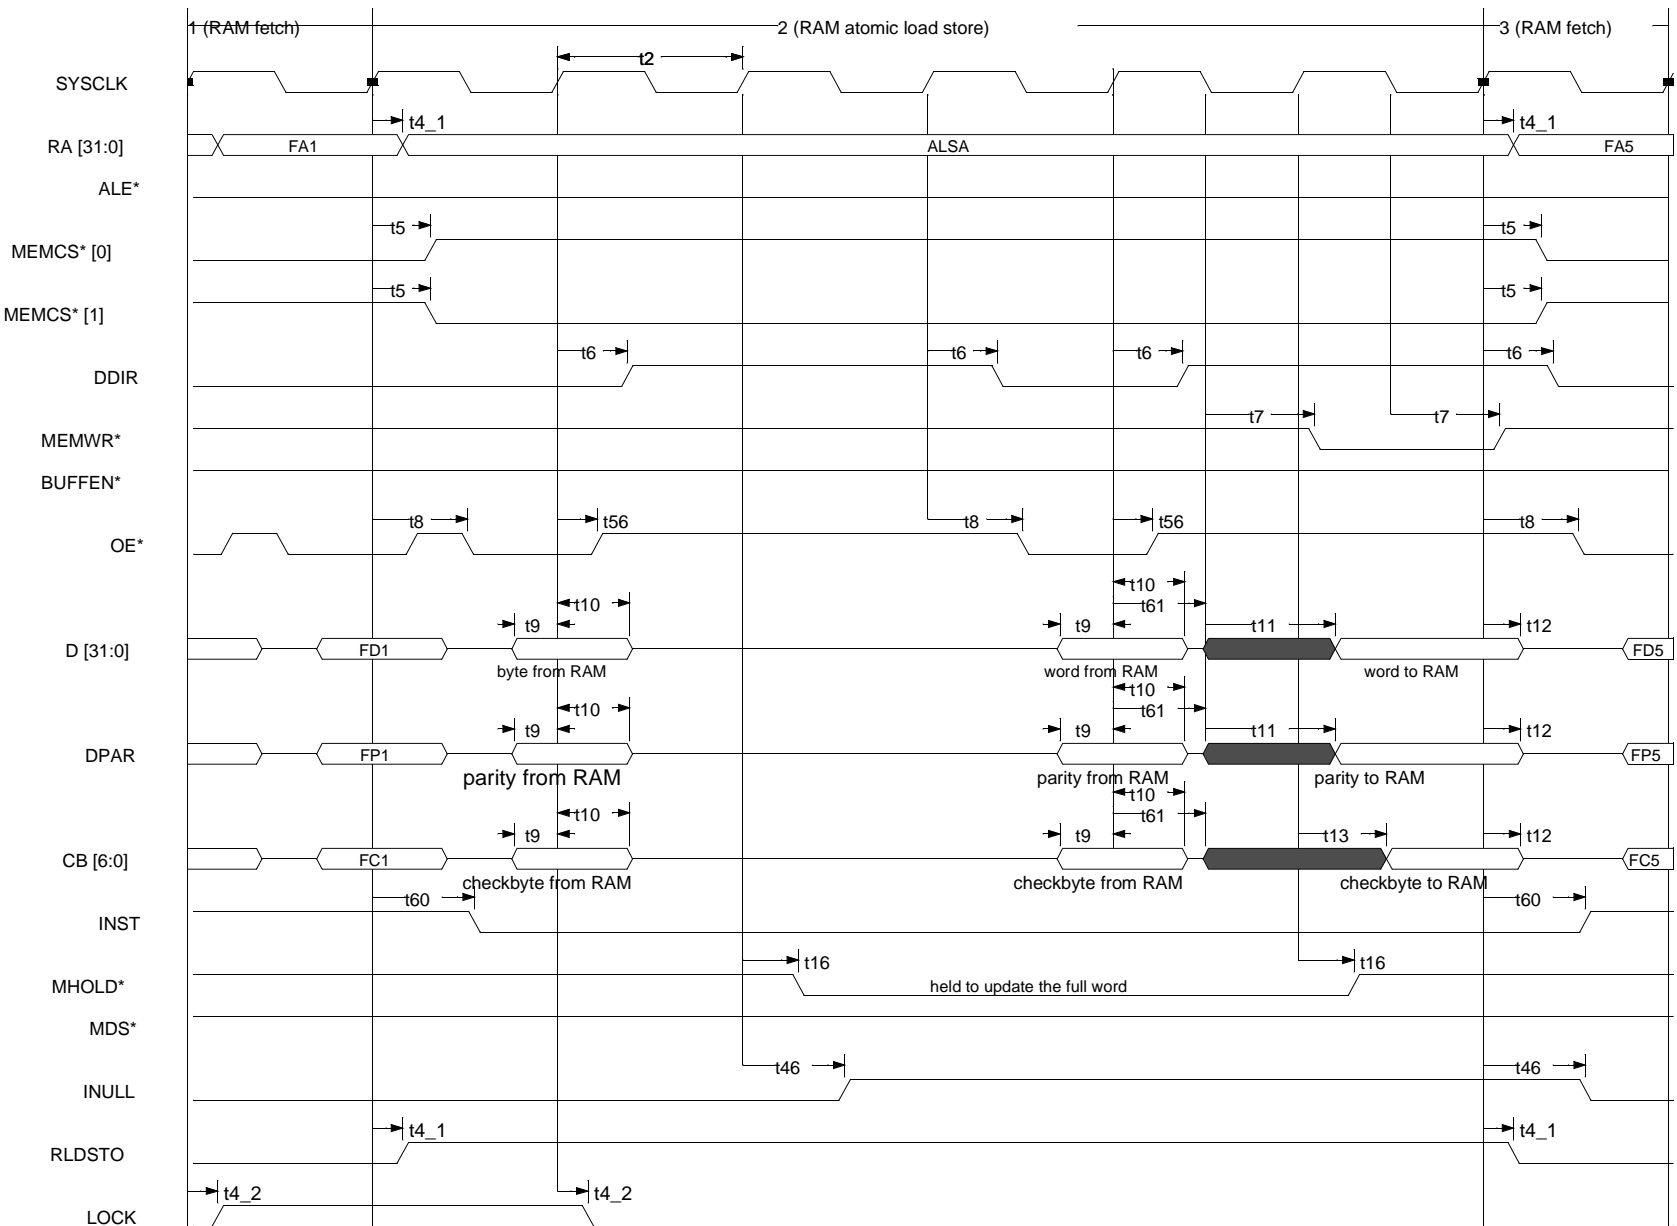 1 (RAM fetch) 2 (RAM atomic load store) 3 (RAM fetch)
t2
SYSCLK
t4_1 t4_1
RA [31:0] FA1 ALSA FA5
ALE*
t5 t5
MEMCS* [0]
t5 t5
MEMCS* [1]
t6 t6 t6 t6
DDIR
t7 t7
MEMWR*
BUFFEN*
t8 t56 t8 t56 t8
OE*
t10
t10 t61
t9 t9 t11 t12
D [31:0] FD1 FD5
byte from RAM word from RAM word to RAM
t10
t10 t61
t9 t9 t11 t12
DPAR FP1 FP5
parity from RAM parity from RAM parity to RAM
t10
t10 t61
t9 t9 t13 t12
CB [6:0] FC1 FC5
checkbyte from RAM checkbyte from RAM checkbyte to RAM
t60 t60
INST
t16 t16
MHOLD* held to update the full word
MDS*
t46 t46
INULL
t4_1 t4_1
RLDSTO
t4_2 t4_2
LOCK